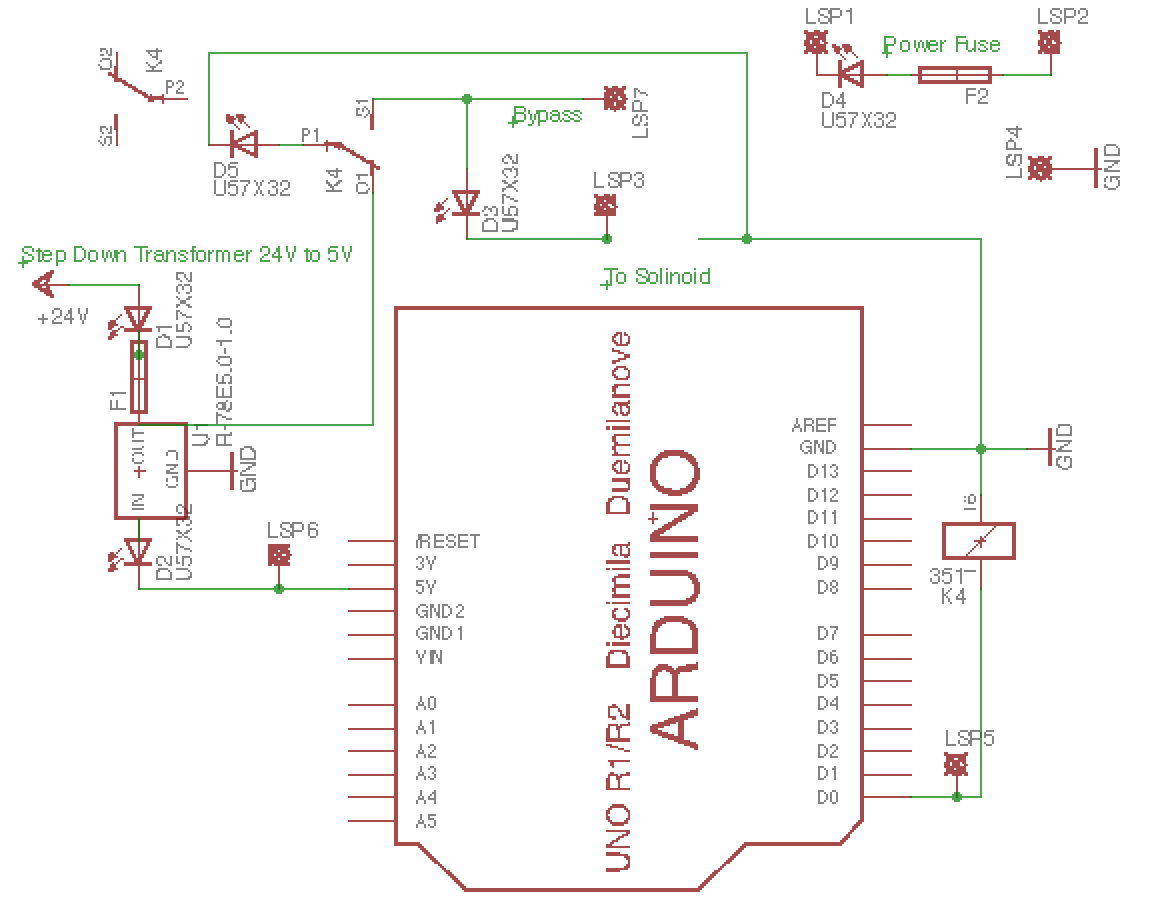 LSP1
LSP2
Power Fuse
D4
U57X32
F2
LSP4
GND
O2
K4
P2
S2
D5
U57X32
P1
K4
S1
O1
Bypass
LSP7
D3
U57X32
LSP3
To Solinoid
Step Down Transformer 24V to 5V
+24V
D1
U57X32
F1
U1
R-78E5.0-1.0
+OUT
GND
IN
GND
D2
U57X32
LSP6
/RESET
3V
5V
GND2
GND1
VIN
A0
A1
A2
A3
A4
A5
UNO R1/R2 Diecimila Duemilanove
ARDUINO
AREF
GND
D13
D12
D11
D10
D9
D8
D7
D6
D5
D4
D3
D2
D1
D0
GND
351
K4
LSP5